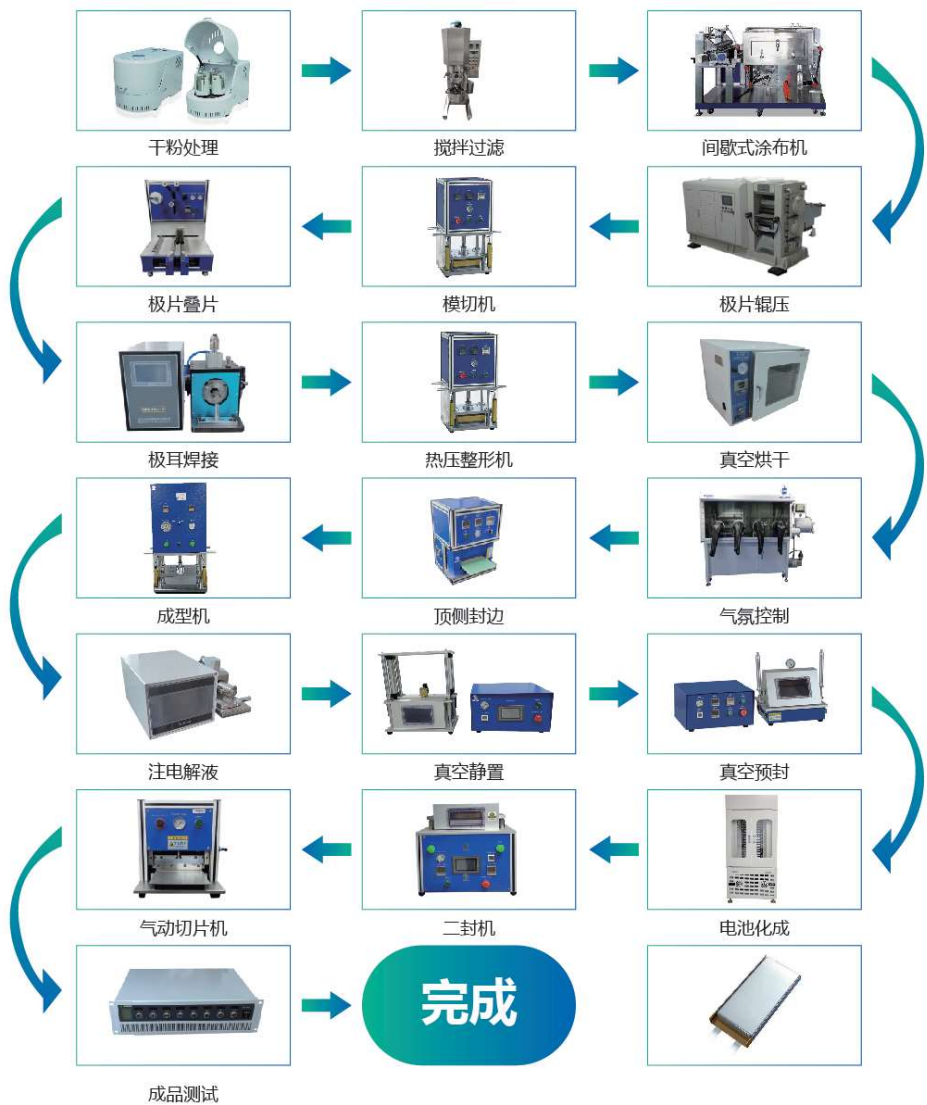 干粉处理
搅拌过滤
间歇式涂布机
极片叠片
模切机
极片辊压
极耳焊接
热压整形机
真空烘干
成型机
顶侧封边
气氛控制
注电解液
真空静置
真空预封
气动切片机
二封机
电池化成
完成
成品测试